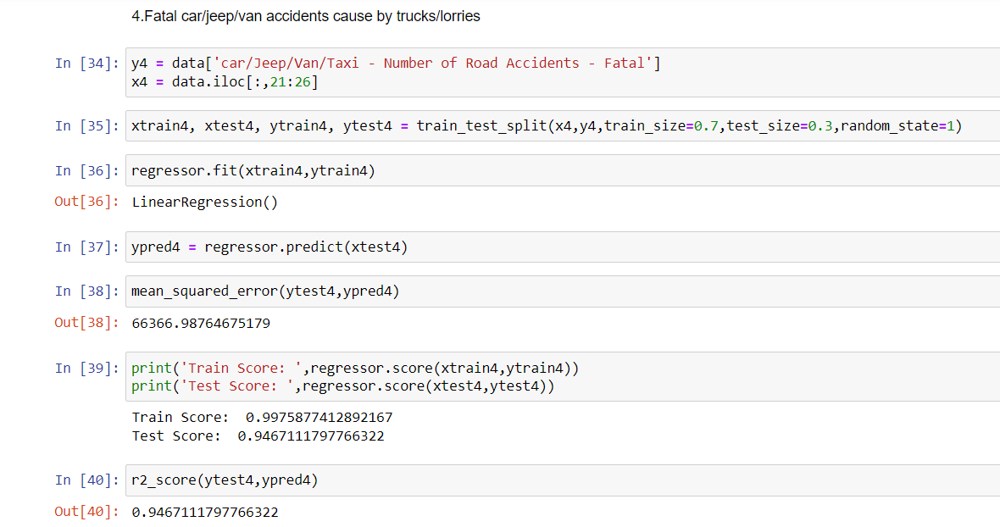 4.Fatal car/jeep/van accidents cause by trucks/lorries
In [34]: y4 = data['car/Jeep/Van/Taxi - Number of Road Accidents - Fatal']
x4 = data.iloc[:,21:26]
In [35]: xtrain4, xtest4, ytrain4, ytest4 = train_test_split(x4,y4,train_size=0.7,test_size=0.3,random_state=1)
In [36]: regressor.fit(xtrain4,ytrain4)
Out[36]: LinearRegression()
In [37]: ypred4 = regressor.predict(xtest4)
In [38]: mean_squared_error(ytest4,ypred4)
Out[38]: 66366.98764675179
In [39]: print('Train Score: ',regressor.score(xtrain4,ytrain4))
print('Test Score: ',regressor.score(xtest4,ytest4))
Train Score:  0.9975877412892167
Test Score:  0.9467111797766322
In [40]: r2_score(ytest4,ypred4)
Out[40]: 0.9467111797766322